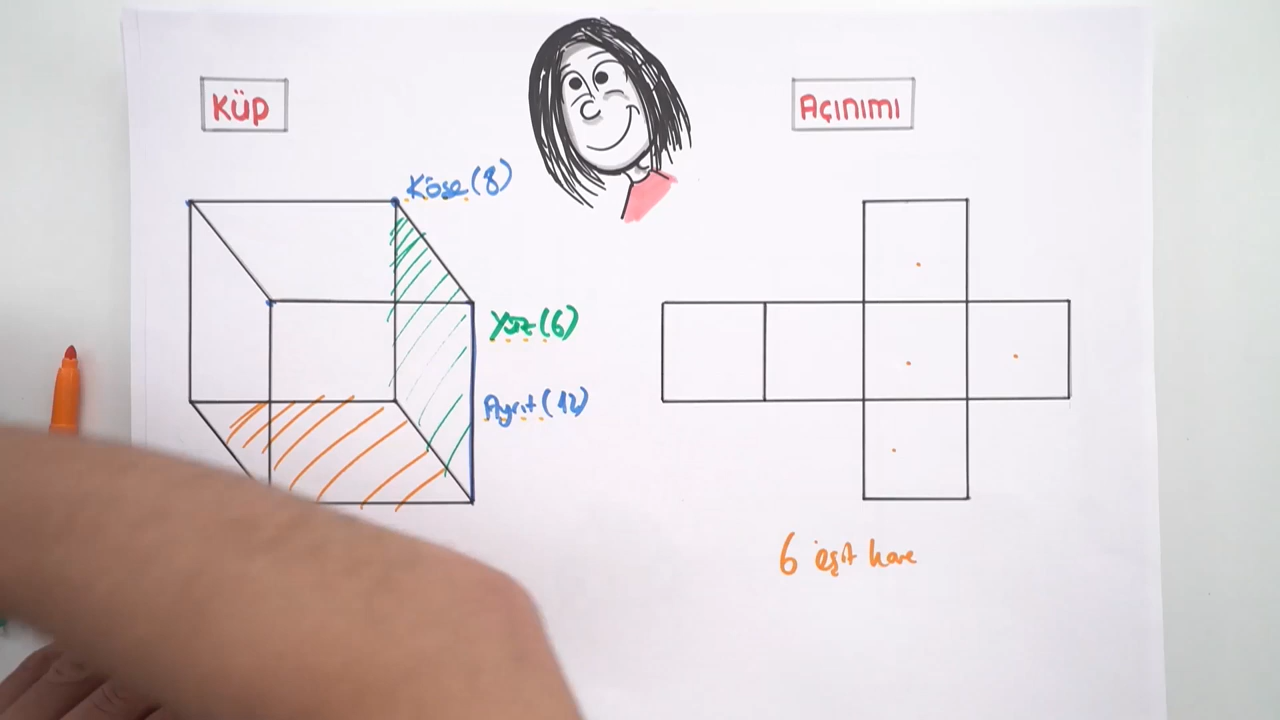 Küp
Açınımı
Köşe (8)
Yüz (6)
Ayrıt (12)
6 eşit kare